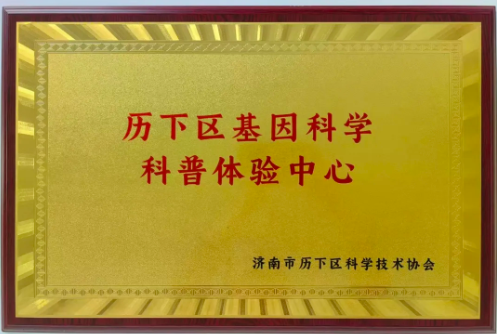 历下区基因科学
科普体验中心
济南市历下区科学技术协会